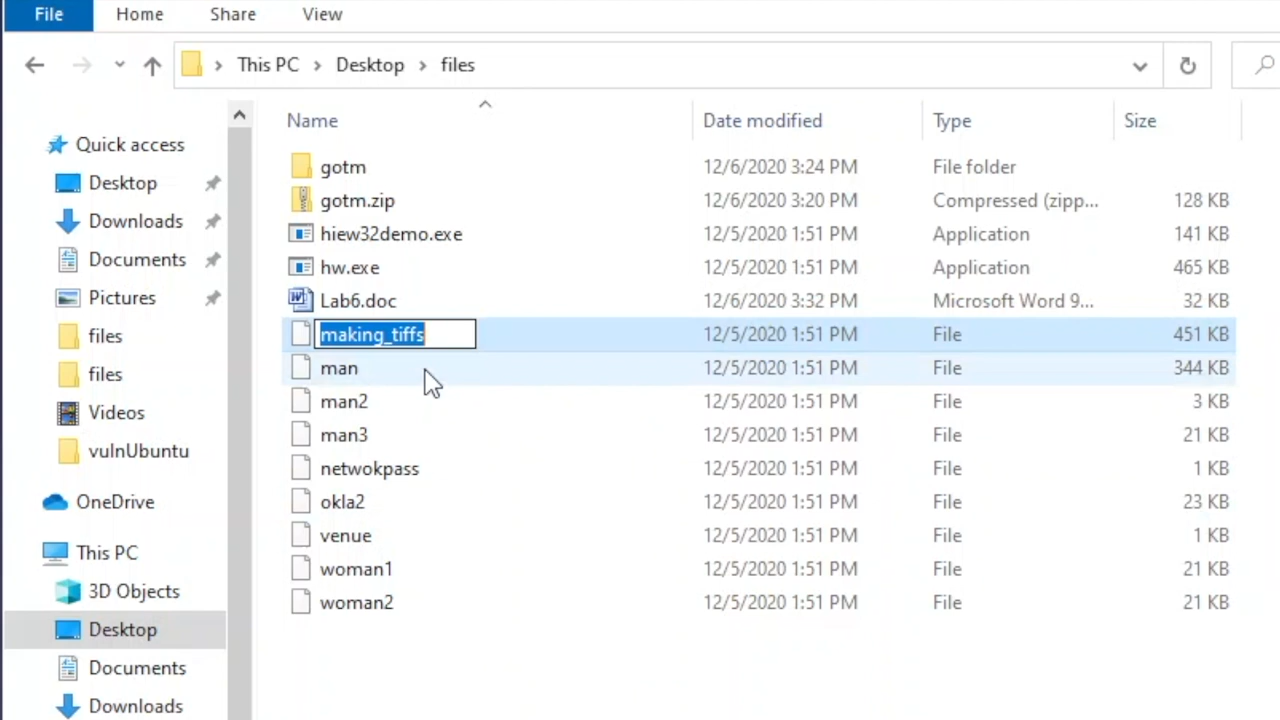 File Home Share View
This PC Desktop files
Name Date modified Type Size
Quick access
Desktop
Downloads
Documents
Pictures
files
files
Videos
vulnUbuntu
OneDrive
This PC
3D Objects
Desktop
Documents
Downloads
gotm 12/6/2020 3:24 PM File folder
gotm.zip 12/6/2020 3:20 PM Compressed (zipp... 128 KB
hiew32demo.exe 12/5/2020 1:51 PM Application 141 KB
hw.exe 12/5/2020 1:51 PM Application 465 KB
Lab6.doc 12/6/2020 3:32 PM Microsoft Word 9... 32 KB
making_tiffs 12/5/2020 1:51 PM File 451 KB
man 12/5/2020 1:51 PM File 344 KB
man2 12/5/2020 1:51 PM File 3 KB
man3 12/5/2020 1:51 PM File 21 KB
netwokpass 12/5/2020 1:51 PM File 1 KB
okla2 12/5/2020 1:51 PM File 23 KB
venue 12/5/2020 1:51 PM File 1 KB
woman1 12/5/2020 1:51 PM File 21 KB
woman2 12/5/2020 1:51 PM File 21 KB